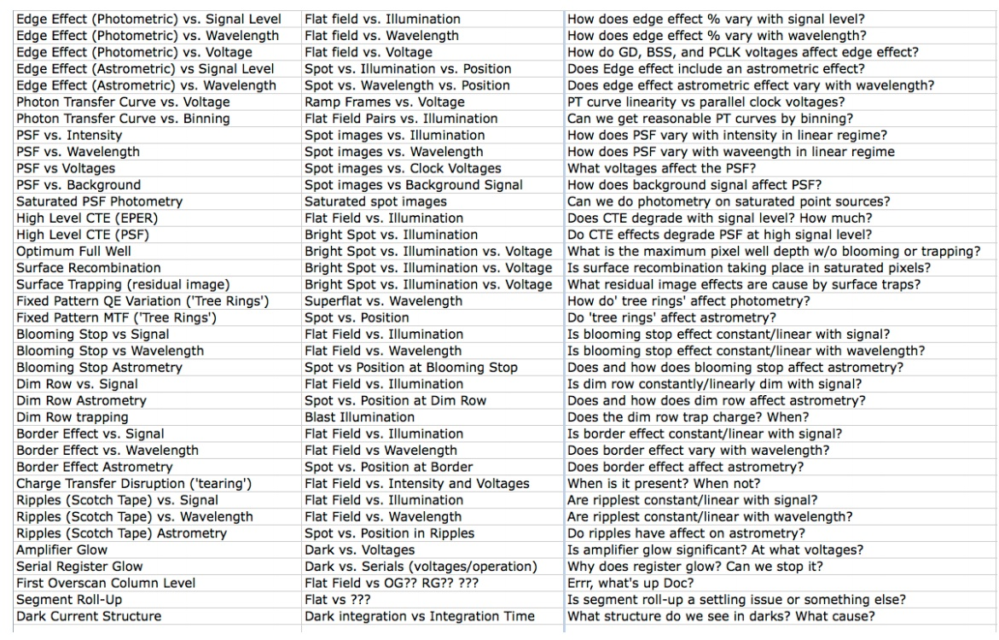 Edge Effect (Photometric) vs. Signal Level Flat field vs. Illumination How does edge effect % vary with signal level?
Edge Effect (Photometric) vs. Wavelength Flat field vs. Wavelength How does edge effect % vary with wavelength?
Edge Effect (Photometric) vs. Voltage Flat field vs. Voltage How do GD, BSS, and PCLK voltages affect edge effect?
Edge Effect (Astrometric) vs Signal Level Spot vs. Illumination vs. Position Does Edge effect include an astrometric effect?
Edge Effect (Astrometric) vs. Wavelength Spot vs. Wavelength vs. Position Does edge effect astrometric effect vary with wavelength?
Photon Transfer Curve vs. Voltage Ramp Frames vs. Voltage PT curve linearity vs parallel clock voltages?
Photon Transfer Curve vs. Binning Flat Field Pairs vs. Illumination Can we get reasonable PT curves by binning?
PSF vs. Intensity Spot images vs. Illumination How does PSF vary with intensity in linear regime?
PSF vs. Wavelength Spot images vs. Wavelength How does PSF vary with waveength in linear regime
PSF vs Voltages Spot images vs. Clock Voltages What voltages affect the PSF?
PSF vs. Background Spot images vs Background Signal How does background signal affect PSF?
Saturated PSF Photometry Saturated spot images Can we do photometry on saturated point sources?
High Level CTE (EPER) Flat Field vs. Illumination Does CTE degrade with signal level? How much?
High Level CTE (PSF) Bright Spot vs. Illumination Do CTE effects degrade PSF at high signal level?
Optimum Full Well Bright Spot vs. Illumination vs. Voltage What is the maximum pixel well depth w/o blooming or trapping?
Surface Recombination Bright Spot vs. Illumination vs. Voltage Is surface recombination taking place in saturated pixels?
Surface Trapping (residual image) Bright Spot vs. Illumination vs. Voltage What residual image effects are cause by surface traps?
Fixed Pattern QE Variation ('Tree Rings') Superflat vs. Wavelength How do' tree rings' affect photometry?
Fixed Pattern MTF ('Tree Rings') Spot vs. Position Do 'tree rings' affect astrometry?
Blooming Stop vs Signal Flat Field vs. Illumination Is blooming stop effect constant/linear with signal?
Blooming Stop vs Wavelength Flat Field vs. Wavelength Is blooming stop effect constant/linear with wavelength?
Blooming Stop Astrometry Spot vs Position at Blooming Stop Does and how does blooming stop affect astrometry?
Dim Row vs. Signal Flat Field vs. Illumination Is dim row constantly/linearly dim with signal?
Dim Row Astrometry Spot vs. Position at Dim Row Does and how does dim row affect astrometry?
Dim Row trapping Blast Illumination Does the dim row trap charge? When?
Border Effect vs. Signal Flat Field vs. Illumination Is border effect constant/linear with signal?
Border Effect vs. Wavelength Flat Field vs Wavelength Does border effect vary with wavelength?
Border Effect Astrometry Spot vs. Position at Border Does border effect affect astrometry?
Charge Transfer Disruption ('tearing') Flat Field vs. Intensity and Voltages When is it present? When not?
Ripples (Scotch Tape) vs. Signal Flat Field vs. Illumination Are ripplest constant/linear with signal?
Ripples (Scotch Tape) vs. Wavelength Flat Field vs. Wavelength Are ripplest constant/linear with wavelength?
Ripples (Scotch Tape) Astrometry Spot vs. Position in Ripples Do ripples have affect on astrometry?
Amplifier Glow Dark vs. Voltages Is amplifier glow significant? At what voltages?
Serial Register Glow Dark vs. Serials (voltages/operation) Why does register glow? Can we stop it?
First Overscan Column Level Flat Field vs OG?? RG?? ??? Errr, what's up Doc?
Segment Roll-Up Flat vs ??? Is segment roll-up a settling issue or something else?
Dark Current Structure Dark integration vs Integration Time What structure do we see in darks? What cause?